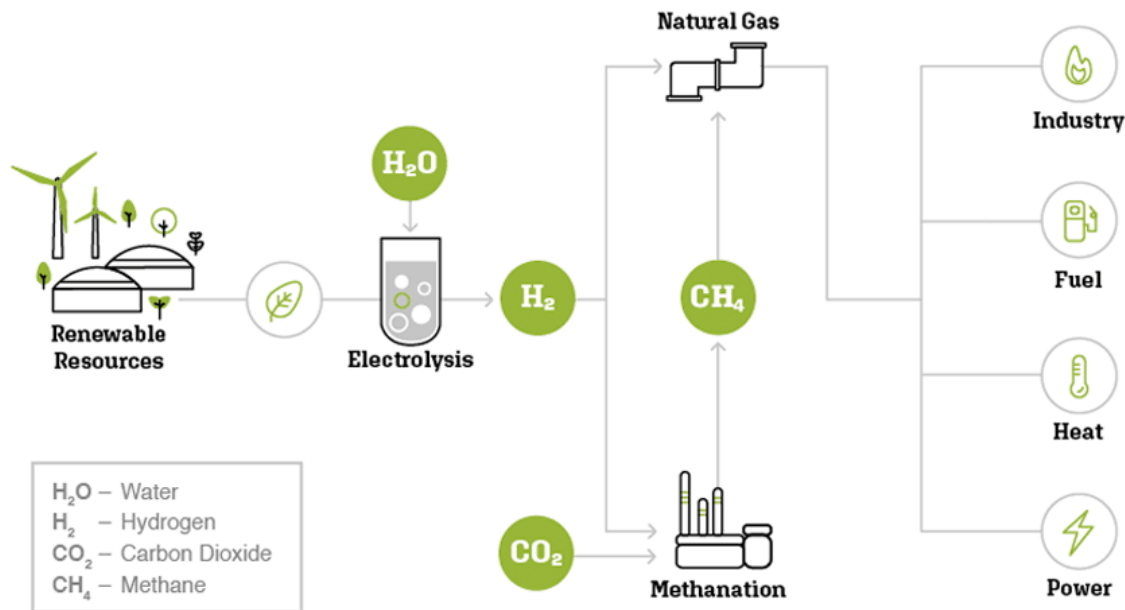 Natural Gas
H₂O
Industry
Renewable
Resources
Electrolysis
H₂
CH₄
Fuel
Heat
H₂O – Water
H₂ – Hydrogen
CO₂ – Carbon Dioxide
CH₄ – Methane
CO₂
Methanation
Power